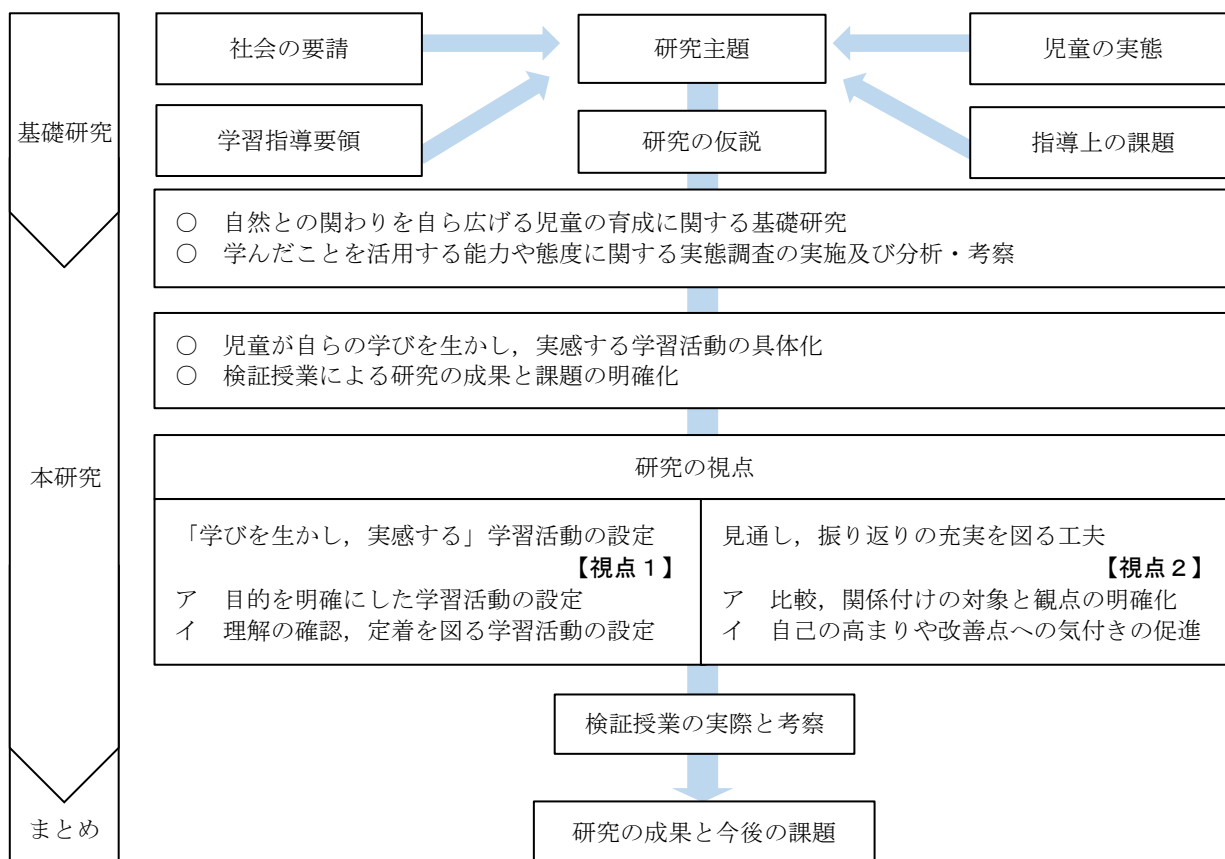 社会の要請
研究主題
児童の実態
基礎研究
学習指導要領
研究の仮説
指導上の課題
○　自然との関わりを自ら広げる児童の育成に関する基礎研究
○　学んだことを活用する能力や態度に関する実態調査の実施及び分析・考察
○　児童が自らの学びを生かし，実感する学習活動の具体化
○　検証授業による研究の成果と課題の明確化
本研究
研究の視点
「学びを生かし，実感する」学習活動の設定
【視点１】
ア　目的を明確にした学習活動の設定
イ　理解の確認，定着を図る学習活動の設定
見通し，振り返りの充実を図る工夫
【視点２】
ア　比較，関係付けの対象と観点の明確化
イ　自己の高まりや改善点への気付きの促進
検証授業の実際と考察
まとめ
研究の成果と今後の課題